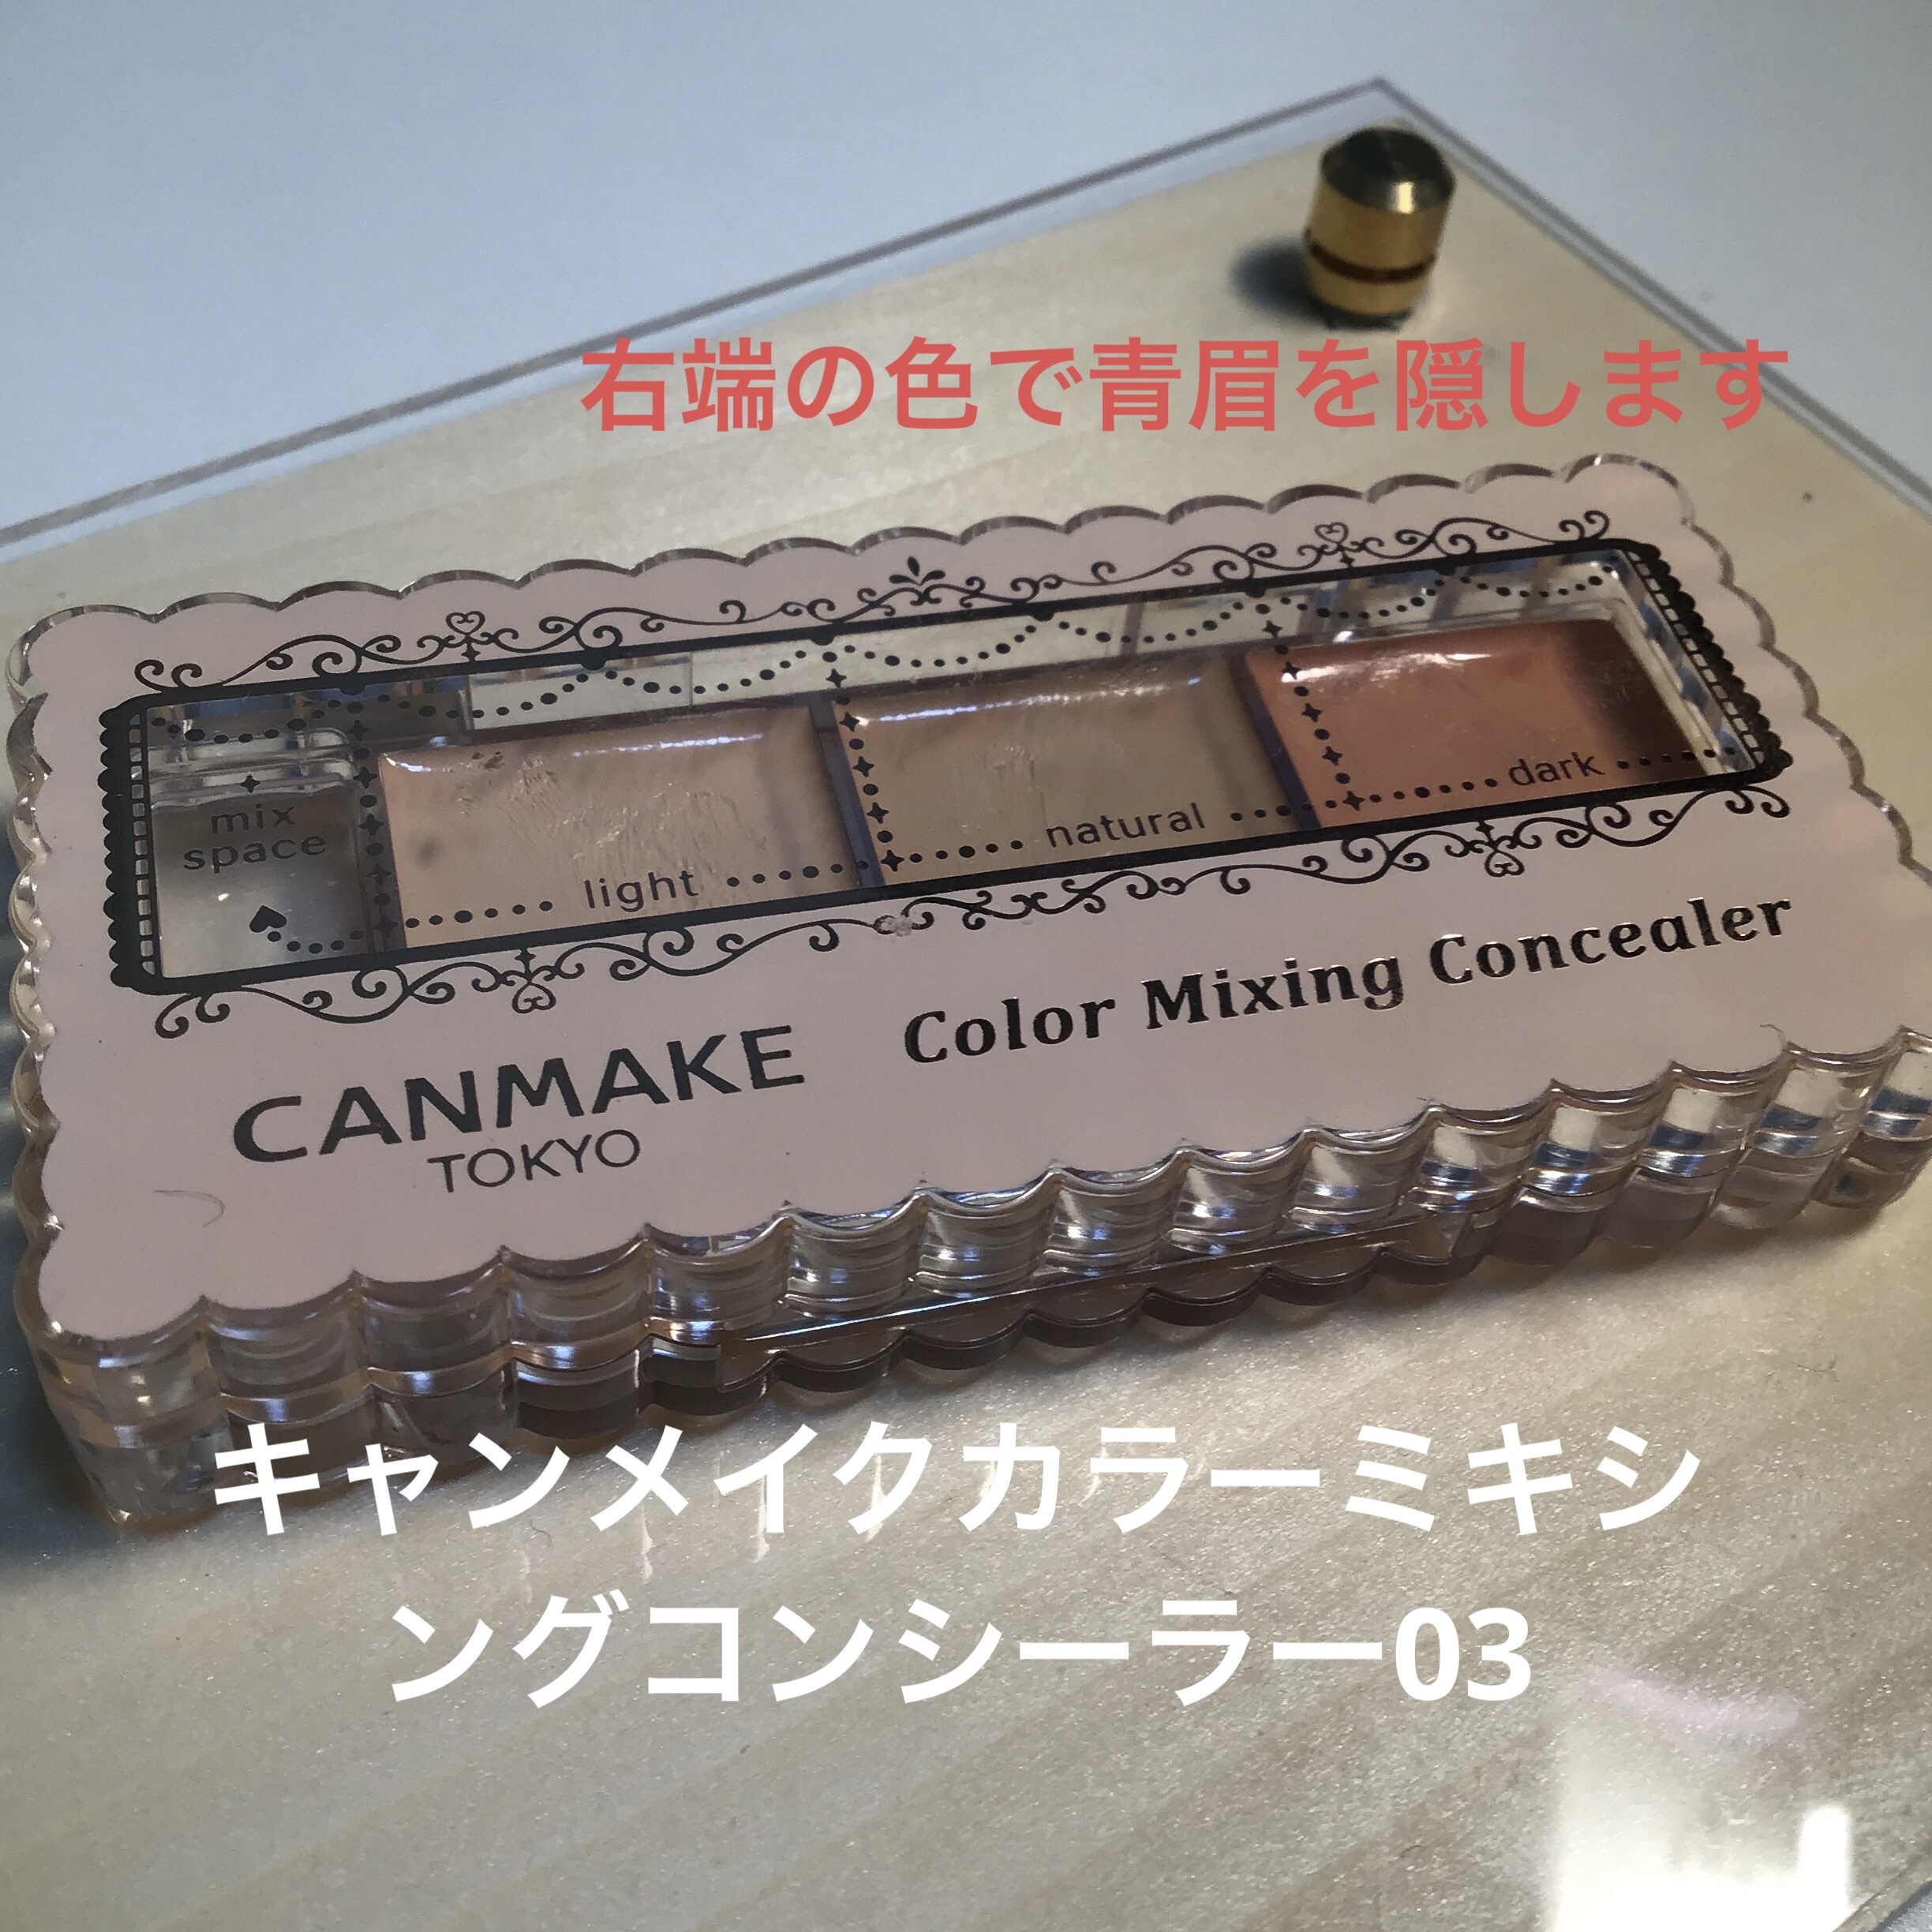 右端の色で青眉を隠します
mix
space
light
natural
dark
CANMAKE
TOKYO
Color Mixing Concealer
キャンメイクカラーミキシ
ングコンシーラー03